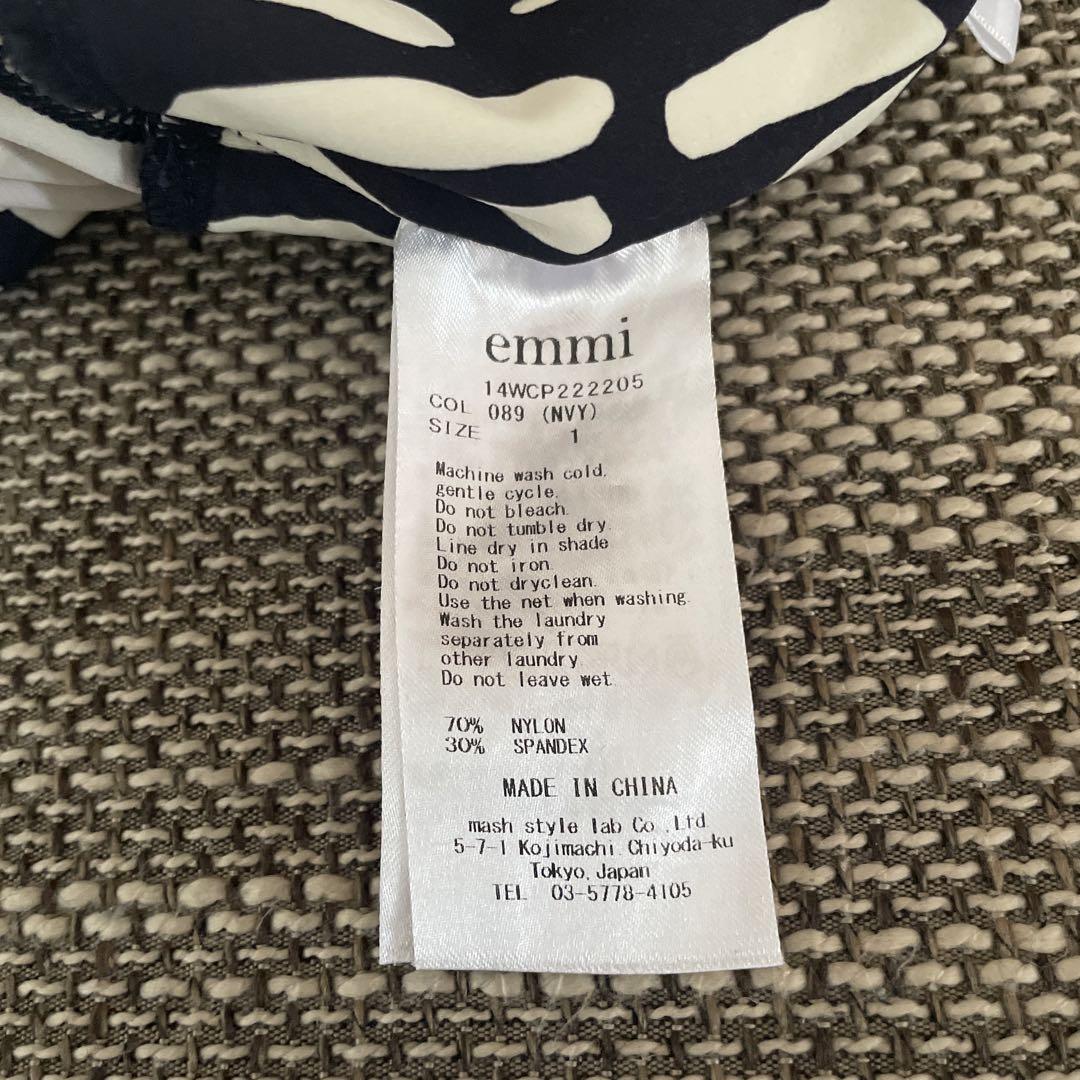 emmi
14WCP222205
COL 089 (NVY)
SIZE 1
Machine wash cold.
gentle cycle.
Do not bleach.
Do not tumble dry.
Line dry in shade
Do not iron.
Do not dryclean.
Use the net when washing.
Wash the laundry
separately from
other laundry
Do not leave wet.
70% NYLON
30% SPANDEX
MADE IN CHINA
mash style lab Co.,Ltd.
5-7-1 Kojimachi, Chiyoda-ku
Tokyo, Japan
TEL 03-5778-4105